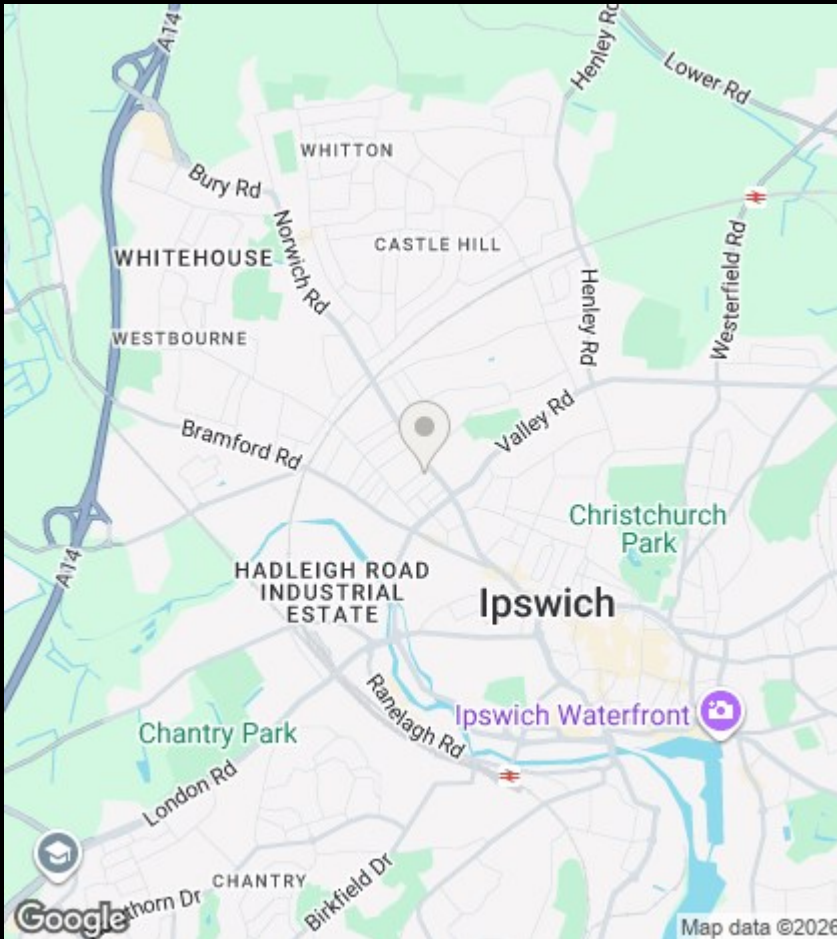 A14
Henley Rd
Lower Rd
WHITTON
Bury Rd
Norwich Rd
CASTLE HILL
WHITEHOUSE
Henley Rd
Westerfield Rd
WESTBOURNE
Bramford Rd
Valley Rd
Christchurch
Park
A14
HADLEIGH ROAD
INDUSTRIAL
ESTATE
Ipswich
Ranelagh Rd
Ipswich Waterfront
Chantry Park
London Rd
CHANTRY
Birkfield Dr
thorn Dr
Google
Map data ©2026